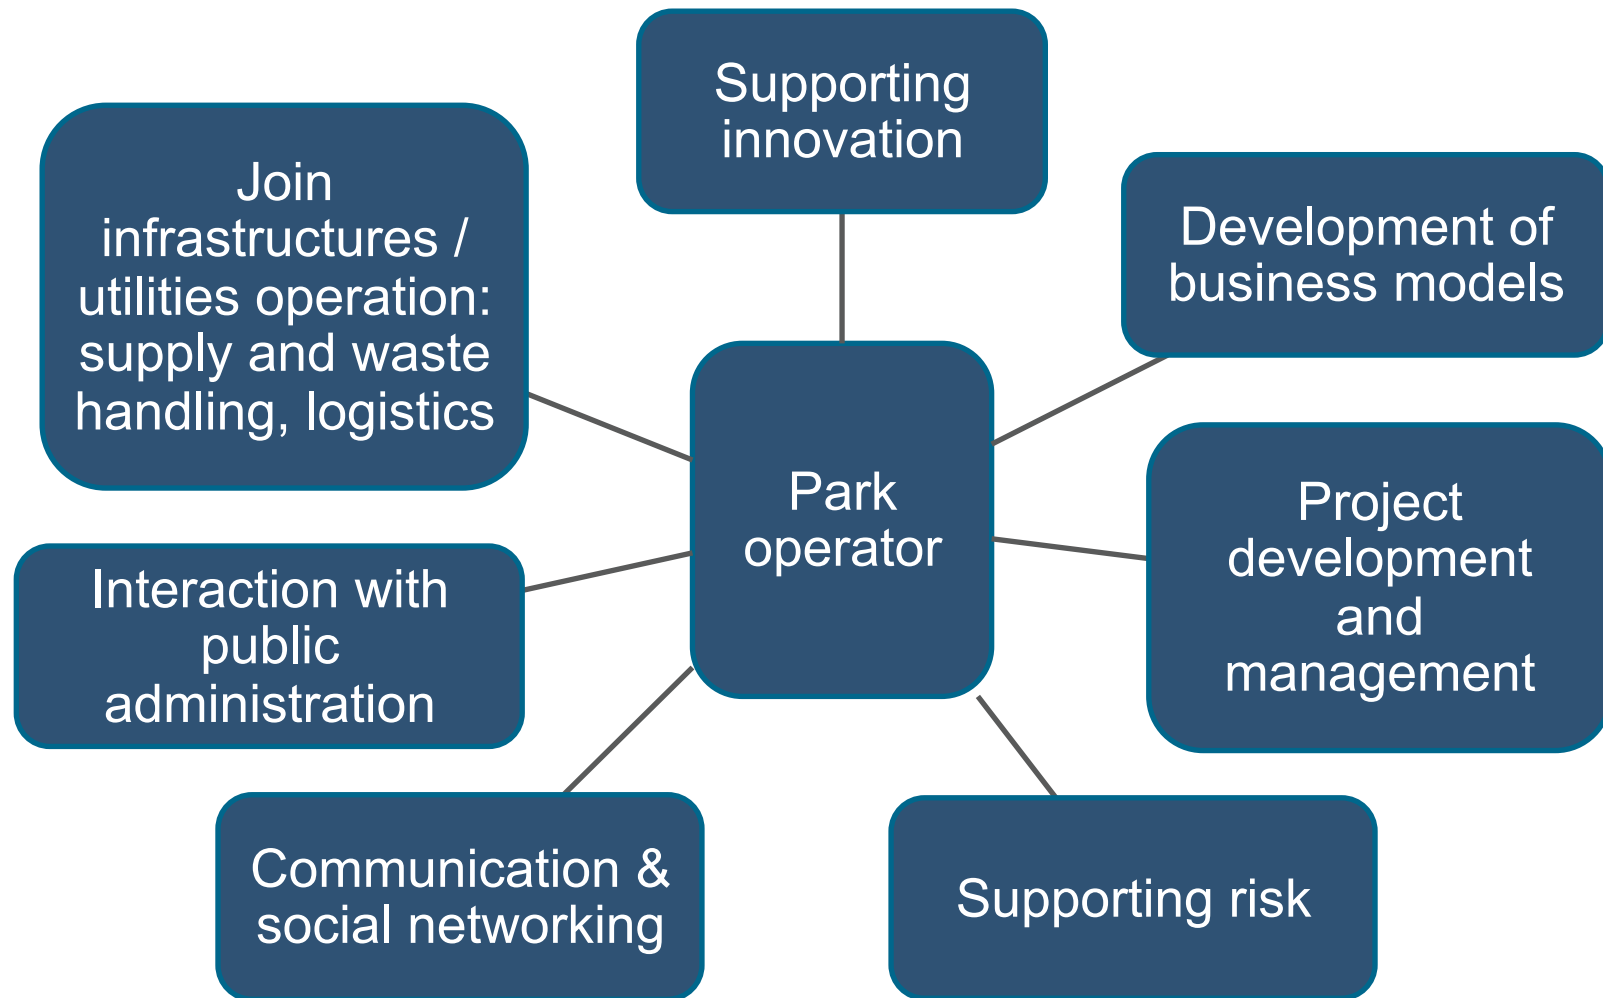 Supporting
innovation
Join
infrastructures /
utilities operation:
supply and waste
handling, logistics
Development of
business models
Park
operator
Project
development
and
management
Interaction with
public
administration
Communication &
social networking
Supporting risk